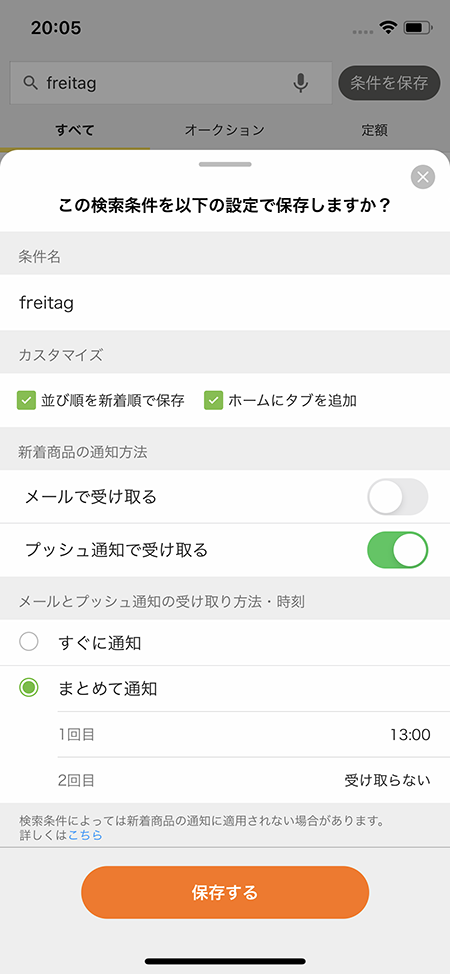 20:05
freitag
条件を保存
すべて オークション 定額
この検索条件を以下の設定で保存しますか？
条件名
freitag
カスタマイズ
並び順を新着順で保存 ホームにタブを追加
新着商品の通知方法
メールで受け取る
プッシュ通知で受け取る
メールとプッシュ通知の受け取り方法・時刻
すぐに通知
まとめて通知
1回目 13:00
2回目 受け取らない
検索条件によっては新着商品の通知に適用されない場合があります。
詳しくはこちら
保存する